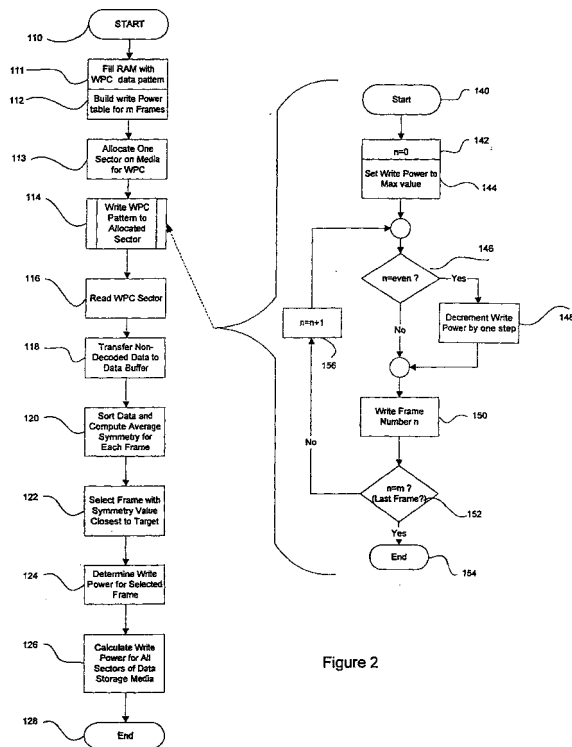 START
110
111
Fill RAM with
WPC data pattern
112
Build write Power
table for m Frames
113
Allocate One
Sector on Media
for WPC
114
Write WPC
Pattern to
Allocated
Sector
116
Read WPC Sector
118
Transfer Non-
Decoded Data to
Data Buffer
120
Sort Data and
Compute Average
Symmetry for
Each Frame
122
Select Frame with
Symmetry Value
Closest to Target
124
Determine Write
Power for Selected
Frame
126
Calculate Write
Power for All
Sectors of Data
Storage Media
128
End
Start
140
n=0
142
Set Write Power to
Max value
144
146
n=even ?
Yes
No
Decrement Write
Power by one step
148
n=n+1
156
Write Frame
Number n
150
No
n=m ?
(Last Frame?)
152
Yes
End
154
Figure 2